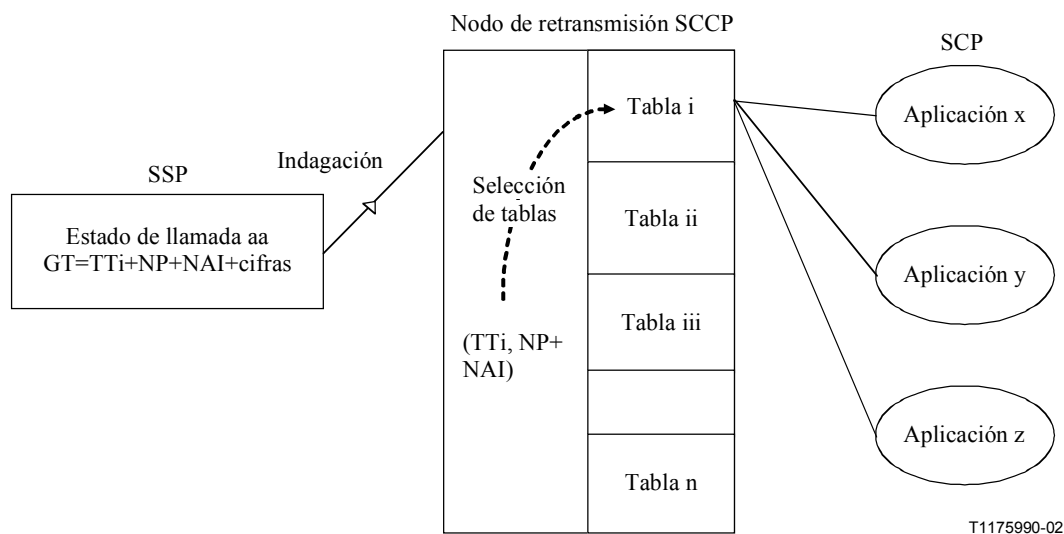 Nodo de retransmisión SCCP
SCP
SSP
Indagación
Estado de llamada aa
GT=TTi+NP+NAI+cifras
Selección
de tablas
(TTi, NP+
NAI)
Tabla i
Tabla ii
Tabla iii
Tabla n
Aplicación x
Aplicación y
Aplicación z
T1175990-02